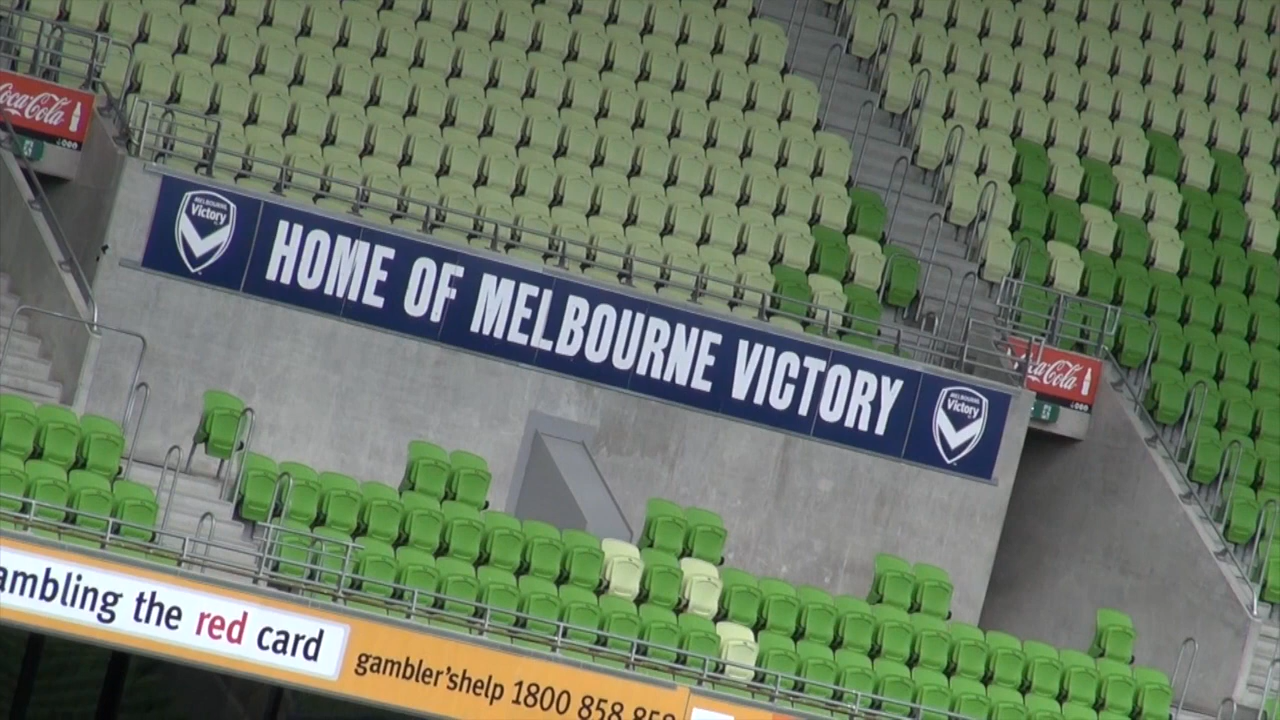 Coca-Cola
MELBOURNE
Victory
HOME OF MELBOURNE VICTORY
MELBOURNE
Victory
Coca-Cola
ambling the red card
gambler'shelp 1800 858 858